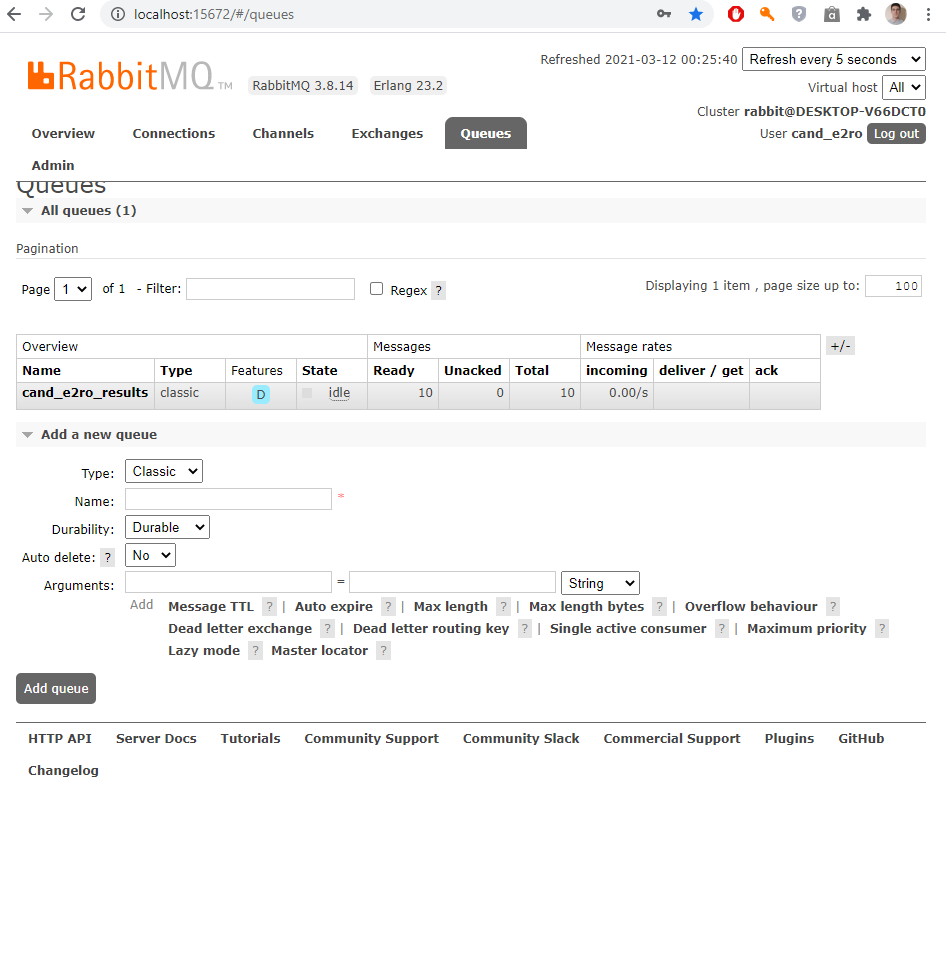 localhost:15672/#/queues
RabbitMQ TM RabbitMQ 3.8.14 Erlang 23.2
Refreshed 2021-03-12 00:25:40 Refresh every 5 seconds
Virtual host All
Cluster rabbit@DESKTOP-V66DCT0
User cand_e2ro Log out
Overview Connections Channels Exchanges Queues
Admin
Queues
All queues (1)
Pagination
Page 1 of 1 - Filter: Regex ? Displaying 1 item , page size up to: 100
Overview Messages Message rates +/-
Name Type Features State Ready Unacked Total incoming deliver / get ack
cand_e2ro_results classic D idle 10 0 10 0.00/s
Add a new queue
Type: Classic
Name: *
Durability: Durable
Auto delete: ? No
Arguments: = String
Add Message TTL ? | Auto expire ? | Max length ? | Max length bytes ? | Overflow behaviour ?
Dead letter exchange ? | Dead letter routing key ? | Single active consumer ? | Maximum priority ?
Lazy mode ? Master locator ?
Add queue
HTTP API Server Docs Tutorials Community Support Community Slack Commercial Support Plugins GitHub
Changelog